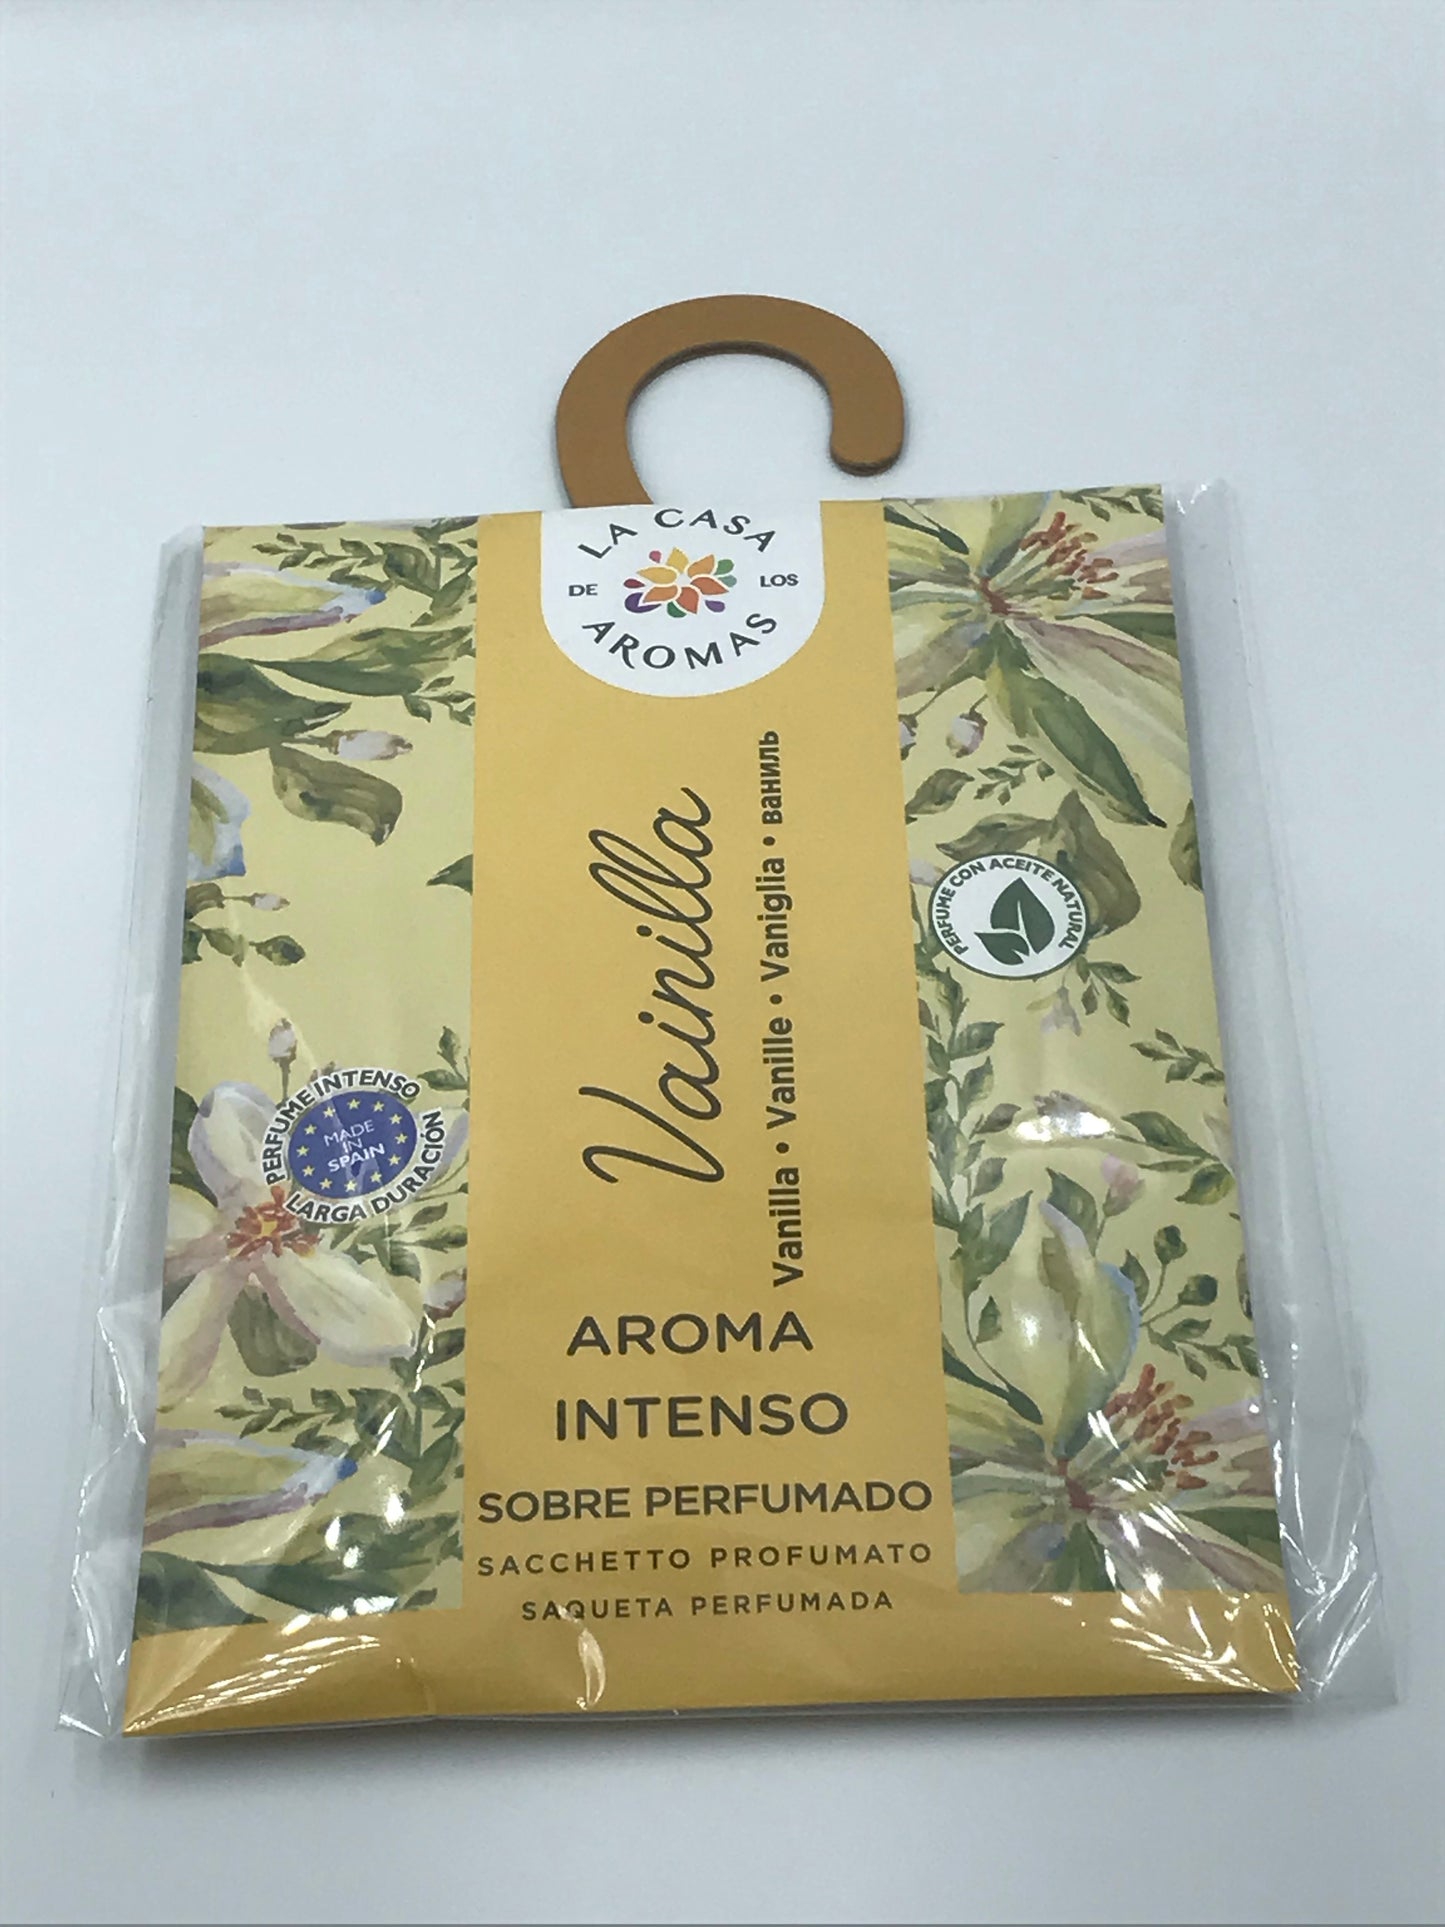 LA CASA
DE LOS
AROMAS
Vainilla
Vanilla • Vanille • Vaniglia • ваниль
PERFUME CON ACEITE NATURAL
PERFUME INTENSO
MADE
IN
SPAIN
LARGA DURACIÓN
AROMA
INTENSO
SOBRE PERFUMADO
SACCHETTO PROFUMATO
SAQUETA PERFUMADA